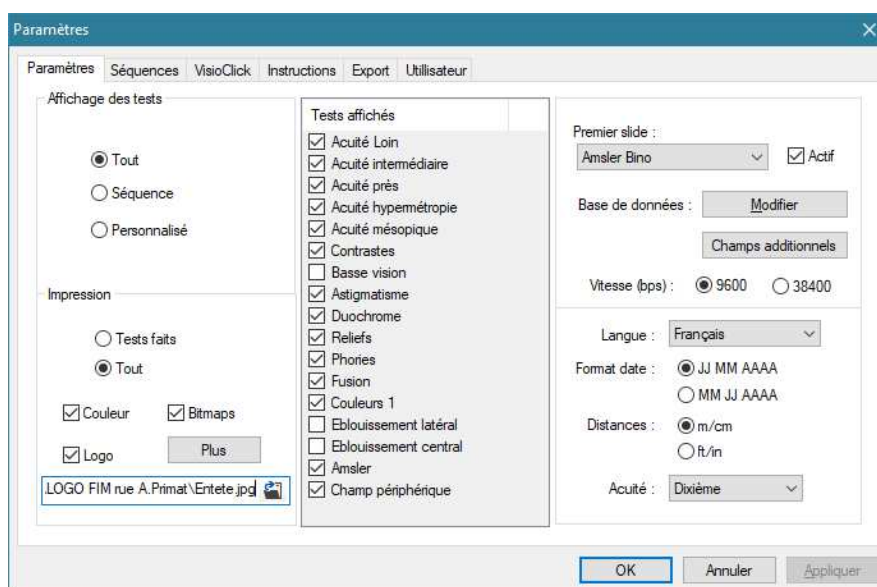 Paramètres
Paramètres Séquences VisioClick Instructions Export Utilisateur
Affichage des tests
Tout
Séquence
Personnalisé
Impression
Tests faits
Tout
Couleur Bitmaps
Logo Plus
.LOGO FIM rue A.Primat\Entete.jpg
Tests affichés
Acuité Loin
Acuité intermédiaire
Acuité près
Acuité hypermétropie
Acuité mésopique
Contrastes
Basse vision
Astigmatisme
Duochrome
Reliefs
Phories
Fusion
Couleurs 1
Eblouissement latéral
Eblouissement central
Amsler
Champ périphérique
Premier slide :
Amsler Bino Actif
Base de données : Modifier
Champs additionnels
Vitesse (bps) : 9600 38400
Langue : Français
Format date : JJ MM AAAA
MM JJ AAAA
Distances : m/cm
ft/in
Acuité : Dixième
OK Annuler Appliquer